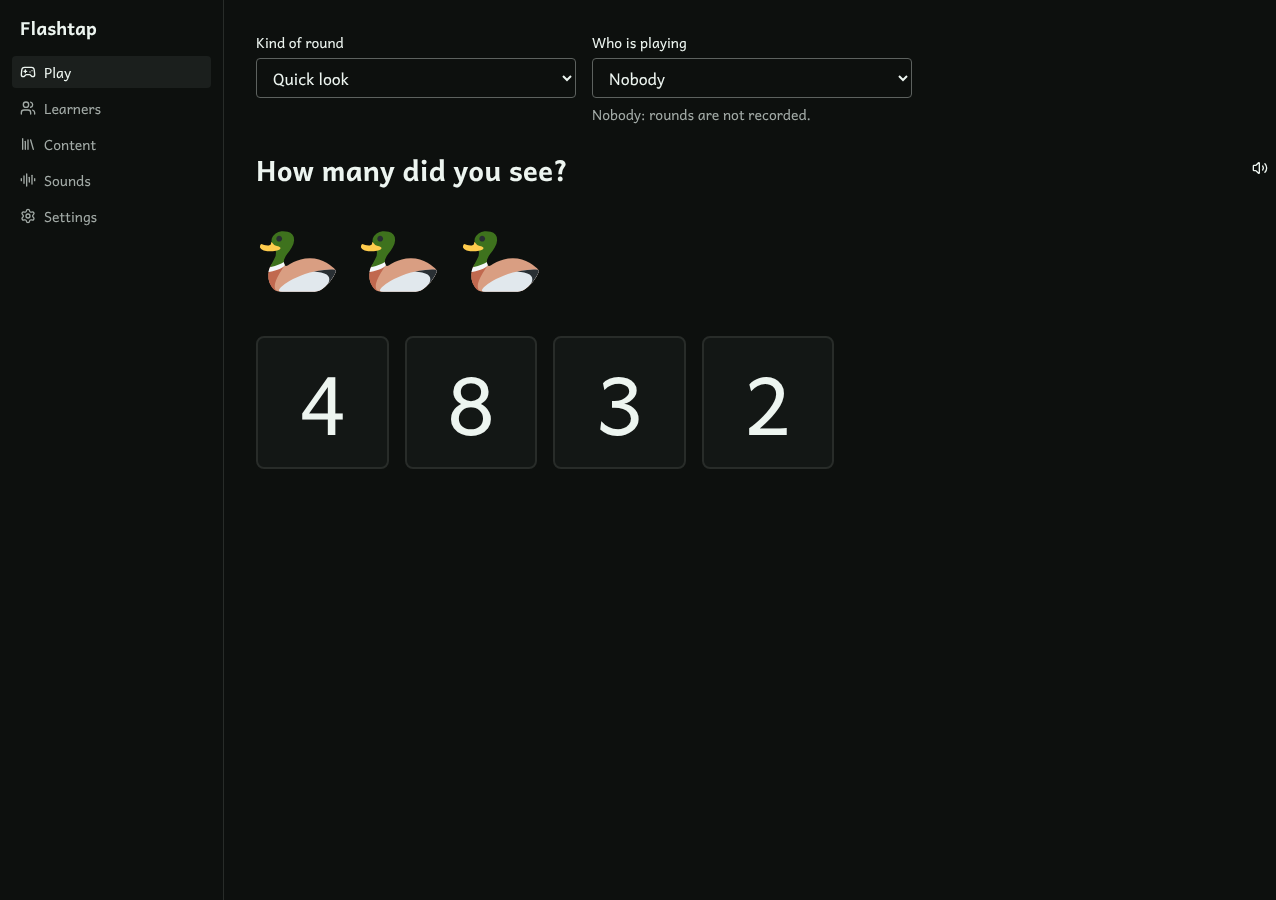 Flashtap
Play
Learners
Content
Sounds
Settings
Kind of round
Quick look
Who is playing
Nobody
Nobody: rounds are not recorded.
How many did you see?
4 8 3 2